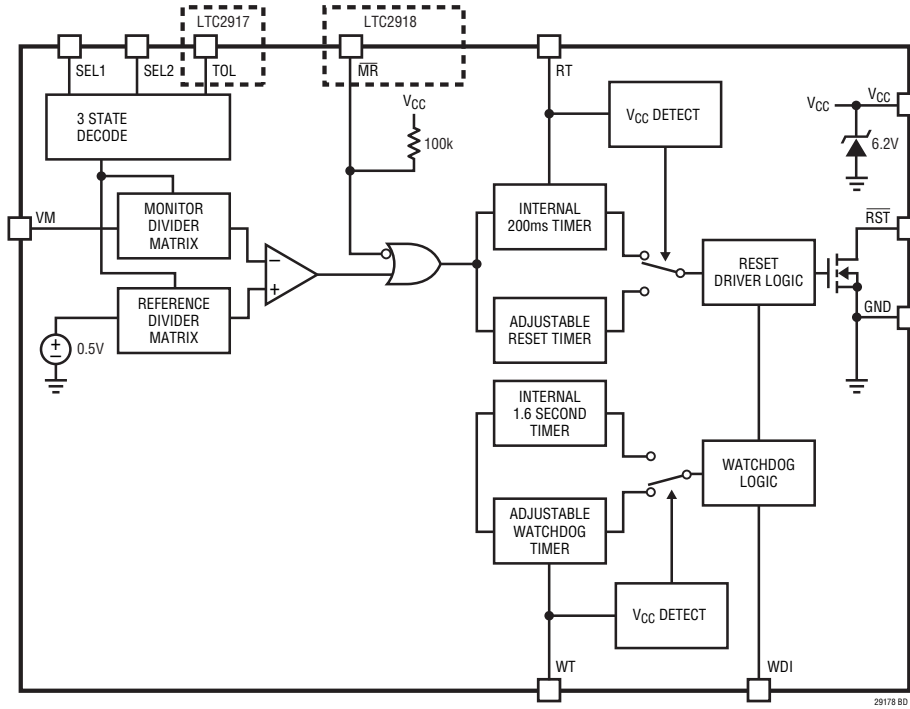 LTC2917
LTC2918
SEL1
SEL2
TOL
M̅R̅
RT
3 STATE
DECODE
VCC
100k
VCC DETECT
VCC
VCC
6.2V
VM
MONITOR
DIVIDER
MATRIX
−
+
INTERNAL
200ms TIMER
R̅S̅T̅
RESET
DRIVER LOGIC
REFERENCE
DIVIDER
MATRIX
+
−
0.5V
ADJUSTABLE
RESET TIMER
GND
INTERNAL
1.6 SECOND
TIMER
WATCHDOG
LOGIC
ADJUSTABLE
WATCHDOG
TIMER
VCC DETECT
WT
WDI
29178 BD